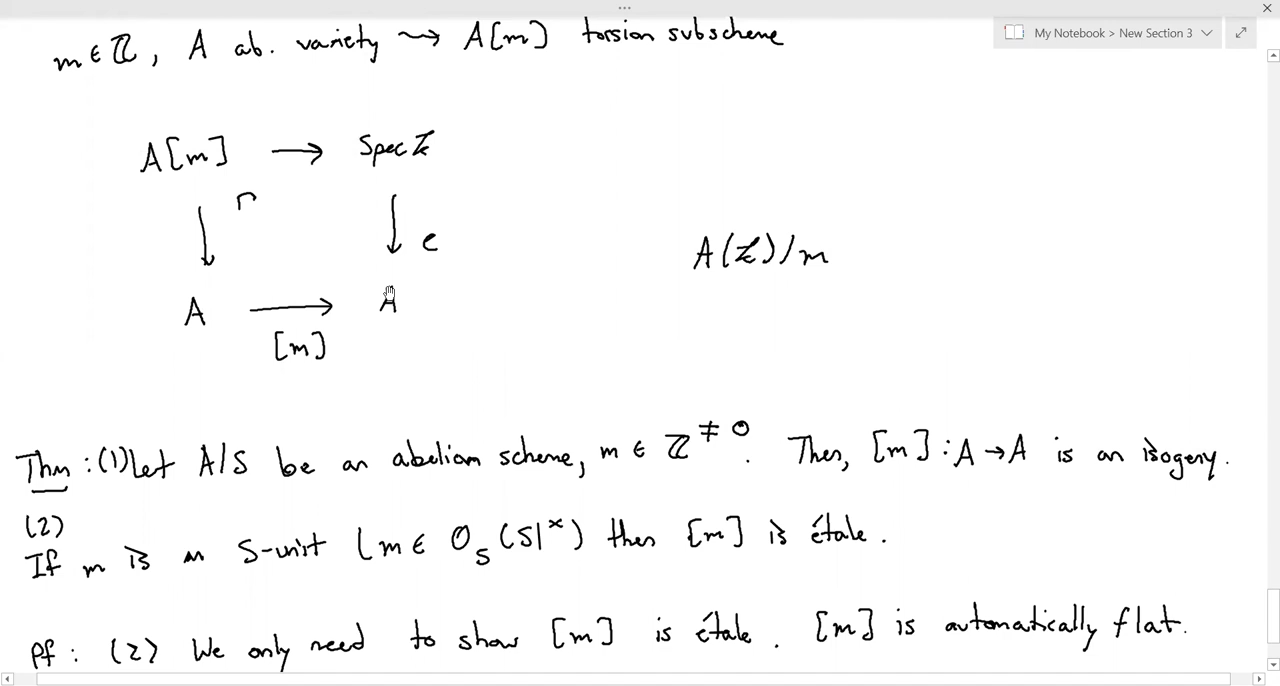 m ∈ ℤ, A ab. variety ⇝ A[m] torsion subscheme
My Notebook > New Section 3
A[m] → Spec k
e
A(k)/m
A → A
[m]
Thm: (1) Let A/S be an abelian scheme, m ∈ ℤ^{≠0}. Then, [m]: A → A is an isogeny.
(2)
If m is an S-unit (m ∈ O_S(S)^×) then [m] is étale.
pf: (2) We only need to show [m] is étale. [m] is automatically flat.